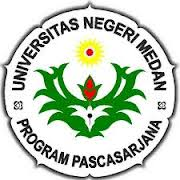 UNIVERSITAS NEGERI MEDAN
PROGRAM PASCASARJANA